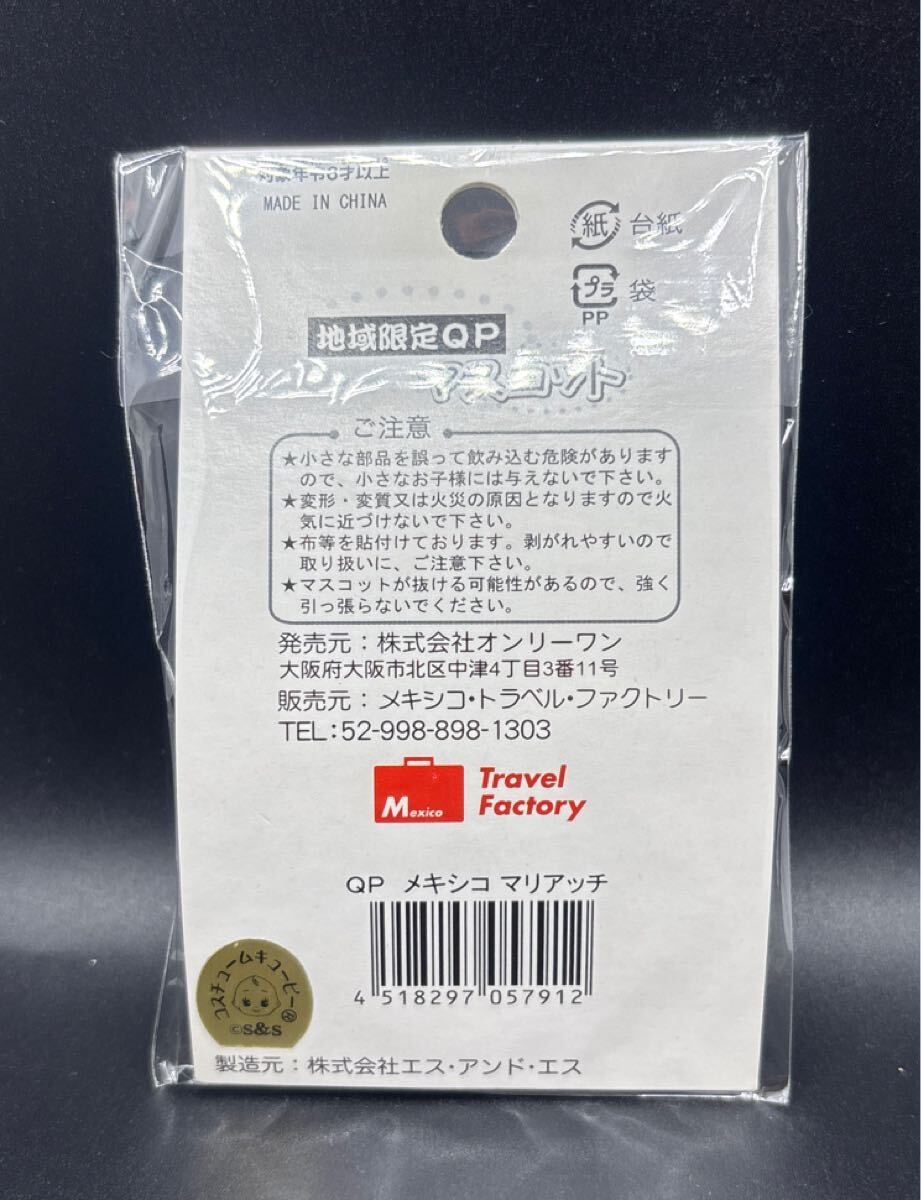 対象年令6才以上
MADE IN CHINA
紙 台紙
プラ 袋
PP
地域限定QP
マスコット
ご注意
★小さな部品を誤って飲み込む危険があります
ので、小さなお子様には与えないで下さい。
★変形・変質又は火災の原因となりますので火
気に近づけないで下さい。
★布等を貼付けております。剥がれやすいので
取り扱いに、ご注意下さい。
★マスコットが抜ける可能性があるので、強く
引っ張らないでください。
発売元：株式会社オンリーワン
大阪府大阪市北区中津4丁目3番11号
販売元：メキシコ・トラベル・ファクトリー
TEL:52-998-898-1303
Mexico
Travel
Factory
QP メキシコ マリアッチ
4 518297 057912
コスチュームキューピー®
©S&S
製造元：株式会社エス・アンド・エス